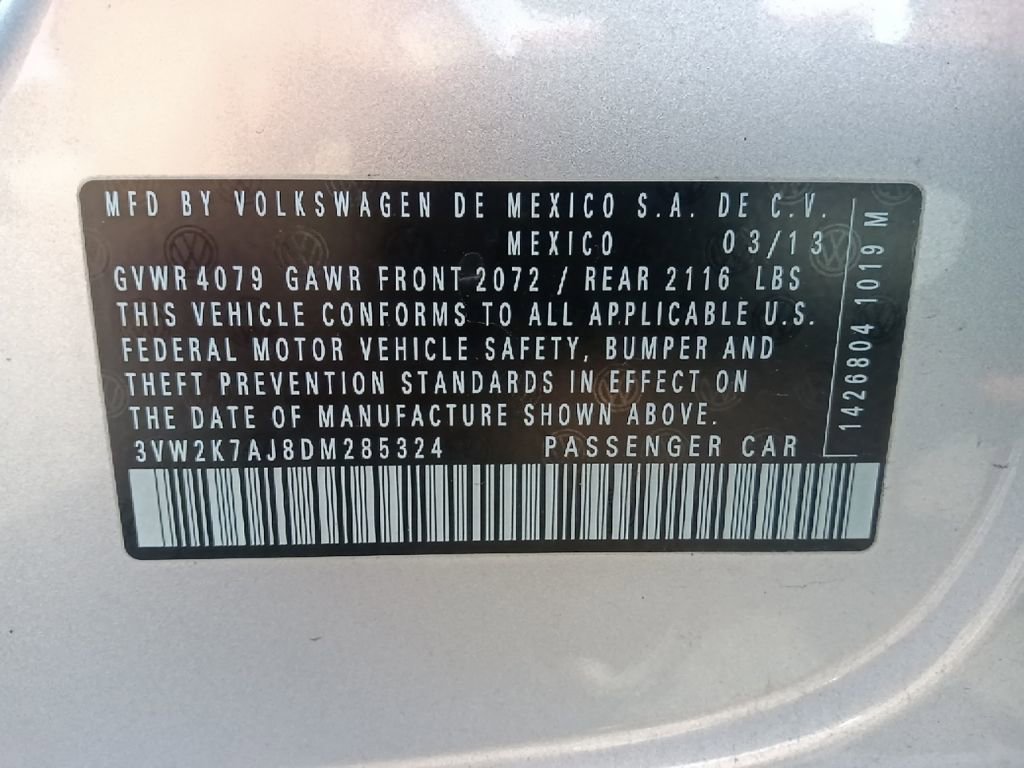 MFD BY VOLKSWAGEN DE MEXICO S.A. DE C.V.
MEXICO 03/13
GVWR4079 GAWR FRONT 2072 / REAR 2116 LBS
THIS VEHICLE CONFORMS TO ALL APPLICABLE U.S.
FEDERAL MOTOR VEHICLE SAFETY, BUMPER AND
THEFT PREVENTION STANDARDS IN EFFECT ON
THE DATE OF MANUFACTURE SHOWN ABOVE.
3VW2K7AJ8DM285324 PASSENGER CAR
1426804 1019 M